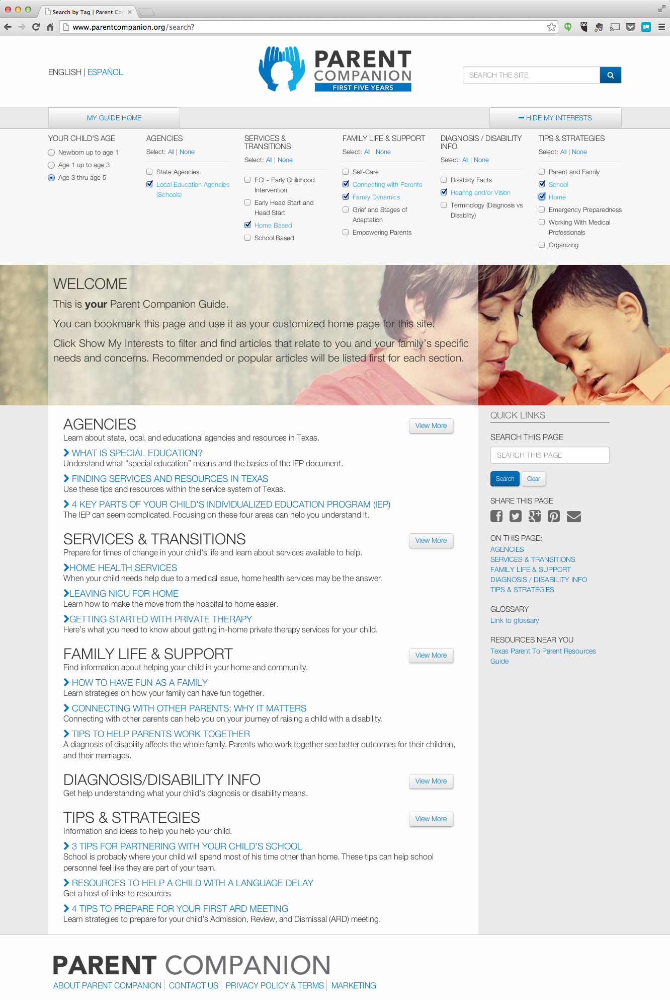 Search by Tag | Parent Co
www.parentcompanion.org/search?
ENGLISH | ESPAÑOL
PARENT
COMPANION
FIRST FIVE YEARS
SEARCH THE SITE
MY GUIDE HOME
HIDE MY INTERESTS
YOUR CHILD'S AGE
Newborn up to age 1
Age 1 up to age 3
Age 3 thru age 5
AGENCIES
Select: All | None
State Agencies
Local Education Agencies
(Schools)
SERVICES &
TRANSITIONS
Select: All | None
ECI - Early Childhood
Intervention
Early Head Start and
Head Start
Home Based
School Based
FAMILY LIFE & SUPPORT
Select: All | None
Self-Care
Connecting with Parents
Family Dynamics
Grief and Stages of
Adaptation
Empowering Parents
DIAGNOSIS / DISABILITY
INFO
Select: All | None
Disability Facts
Hearing and/or Vision
Terminology (Diagnosis vs
Disability)
TIPS & STRATEGIES
Select: All | None
Parent and Family
School
Home
Emergency Preparedness
Working With Medical
Professionals
Organizing
WELCOME
This is your Parent Companion Guide.
You can bookmark this page and use it as your customized home page for this site.
Click Show My Interests to filter and find articles that relate to you and your family's specific
needs and concerns. Recommended or popular articles will be listed first for each section.
AGENCIES
View More
Learn about state, local, and educational agencies and resources in Texas.
WHAT IS SPECIAL EDUCATION?
Understand what “special education” means and the basics of the IEP document.
FINDING SERVICES AND RESOURCES IN TEXAS
Use these tips and resources within the service system of Texas.
4 KEY PARTS OF YOUR CHILD’S INDIVIDUALIZED EDUCATION PROGRAM (IEP)
The IEP can seem complicated. Focusing on these four areas can help you understand it.
SERVICES & TRANSITIONS
View More
Prepare for times of change in your child's life and learn about services available to help.
HOME HEALTH SERVICES
When your child needs help due to a medical issue, home health services may be the answer.
LEAVING NICU FOR HOME
Learn how to make the move from the hospital to home easier.
GETTING STARTED WITH PRIVATE THERAPY
Here’s what you need to know about getting in-home private therapy services for your child.
FAMILY LIFE & SUPPORT
View More
Find information about helping your child in your home and community.
HOW TO HAVE FUN AS A FAMILY
Learn strategies on how your family can have fun together.
CONNECTING WITH OTHER PARENTS: WHY IT MATTERS
Connecting with other parents can help you on your journey of raising a child with a disability.
TIPS TO HELP PARENTS WORK TOGETHER
A diagnosis of disability affects the whole family. Parents who work together see better outcomes for their children,
and their marriages.
DIAGNOSIS/DISABILITY INFO
View More
Get help understanding what your child's diagnosis or disability means.
TIPS & STRATEGIES
View More
Information and ideas to help you help your child.
3 TIPS FOR PARTNERING WITH YOUR CHILD’S SCHOOL
School is probably where your child will spend most of his time other than home. These tips can help school
personnel feel like they are part of your team.
RESOURCES TO HELP A CHILD WITH A LANGUAGE DELAY
Get a host of links to resources
4 TIPS TO PREPARE FOR YOUR FIRST ARD MEETING
Learn strategies to prepare for your child’s Admission, Review, and Dismissal (ARD) meeting.
QUICK LINKS
SEARCH THIS PAGE
SEARCH THIS PAGE
Search
Clear
SHARE THIS PAGE
ON THIS PAGE:
AGENCIES
SERVICES & TRANSITIONS
FAMILY LIFE & SUPPORT
DIAGNOSIS / DISABILITY INFO
TIPS & STRATEGIES
GLOSSARY
Link to glossary
RESOURCES NEAR YOU
Texas Parent To Parent Resources
Guide
PARENT COMPANION
ABOUT PARENT COMPANION | CONTACT US | PRIVACY POLICY & TERMS | MARKETING